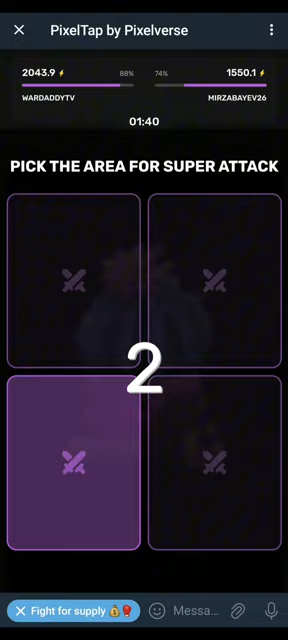 PixelTap by Pixelverse
2043.9⚡ 88% 74% 1550.1⚡
WARDADDYTV MIRZABAYEV26
01:40
PICK THE AREA FOR SUPER ATTACK
2
Fight for supply 💰🥊 Messa...